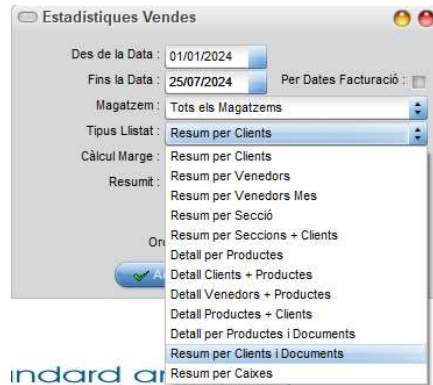 Estadístiques Vendes
Des de la Data : 01/01/2024
Fins la Data : 25/07/2024 Per Dates Facturació :
Magatzem : Tots els Magatzems
Tipus Llistat : Resum per Clients
Càlcul Marge : Resum per Clients
Resumit : Resum per Venedors
Resum per Venedors Mes
Resum per Secció
Resum per Seccions + Clients
Detall per Productes
Detall Clients + Productes
Detall Venedors + Productes
Detall Productes + Clients
Detall per Productes i Documents
Resum per Clients i Documents
Resum per Caixes